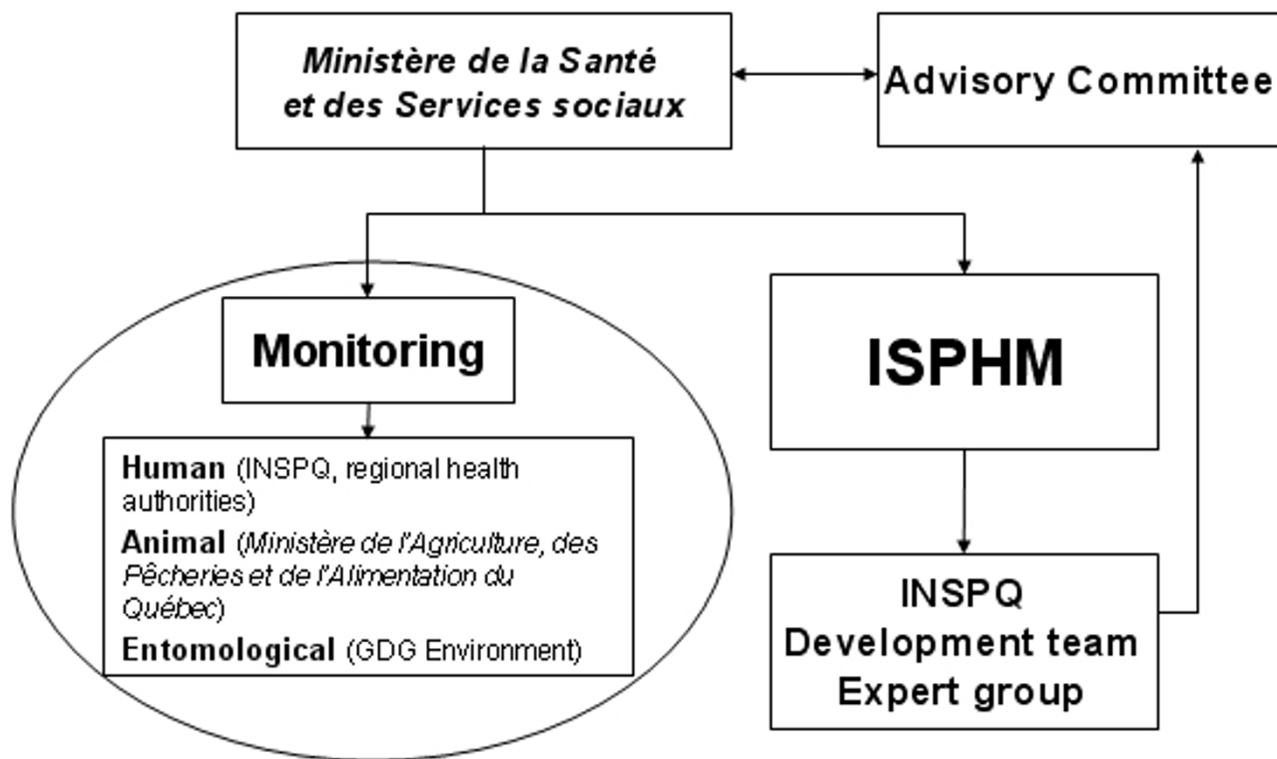 Ministère de la Santé
et des Services sociaux
Advisory Committee
Monitoring
Human (INSPQ, regional health
authorities)
Animal (Ministère de l'Agriculture, des
Pêcheries et de l'Alimentation du
Québec)
Entomological (GDG Environment)
ISPHM
INSPQ
Development team
Expert group